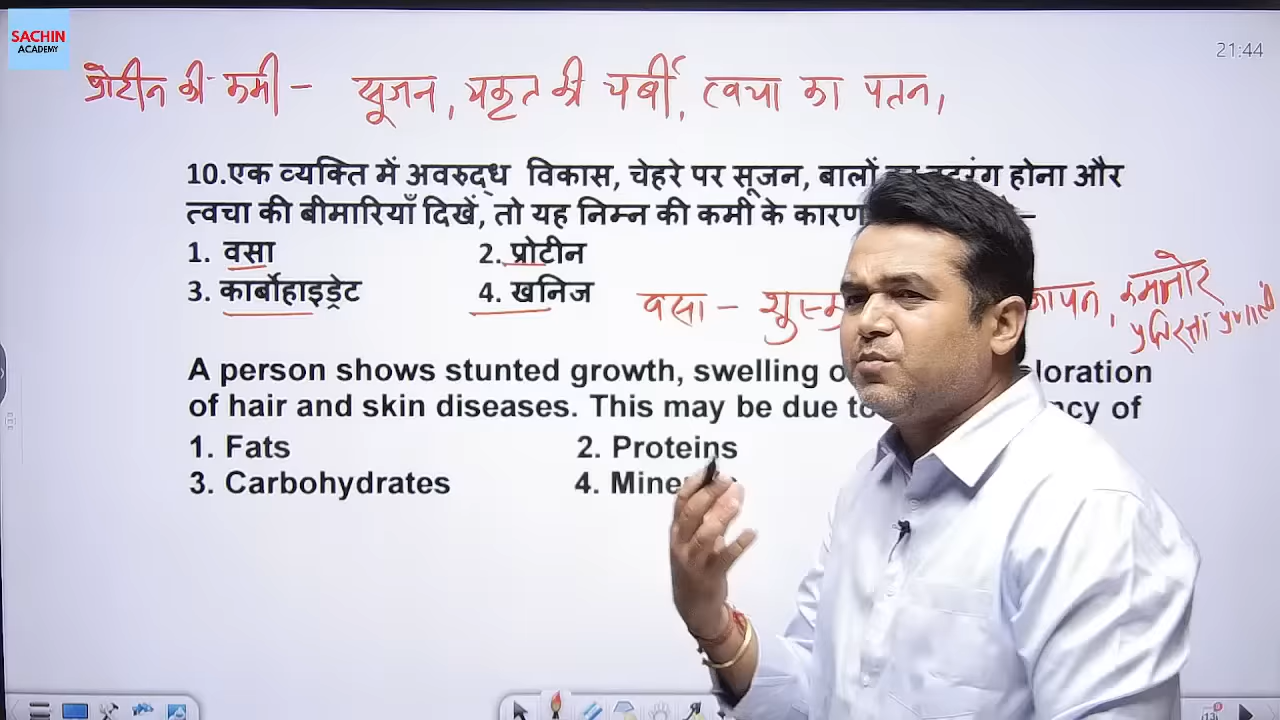 SACHIN
ACADEMY
21:44
प्रोटीन की कमी – सूजन, यकृत की चर्बी, त्वचा का पतन,
10.एक व्यक्ति में अवरुद्ध विकास, चेहरे पर सूजन, बालों होना और
त्वचा की बीमारियाँ दिखें, तो यह निम्न की कमी के कारण –
1. वसा 2. प्रोटीन
3. कार्बोहाइड्रेट 4. खनिज
वसा – कमजोर
A person shows stunted growth, swelling
of hair and skin diseases. This may be due of
1. Fats 2. Proteins
3. Carbohydrates 4.